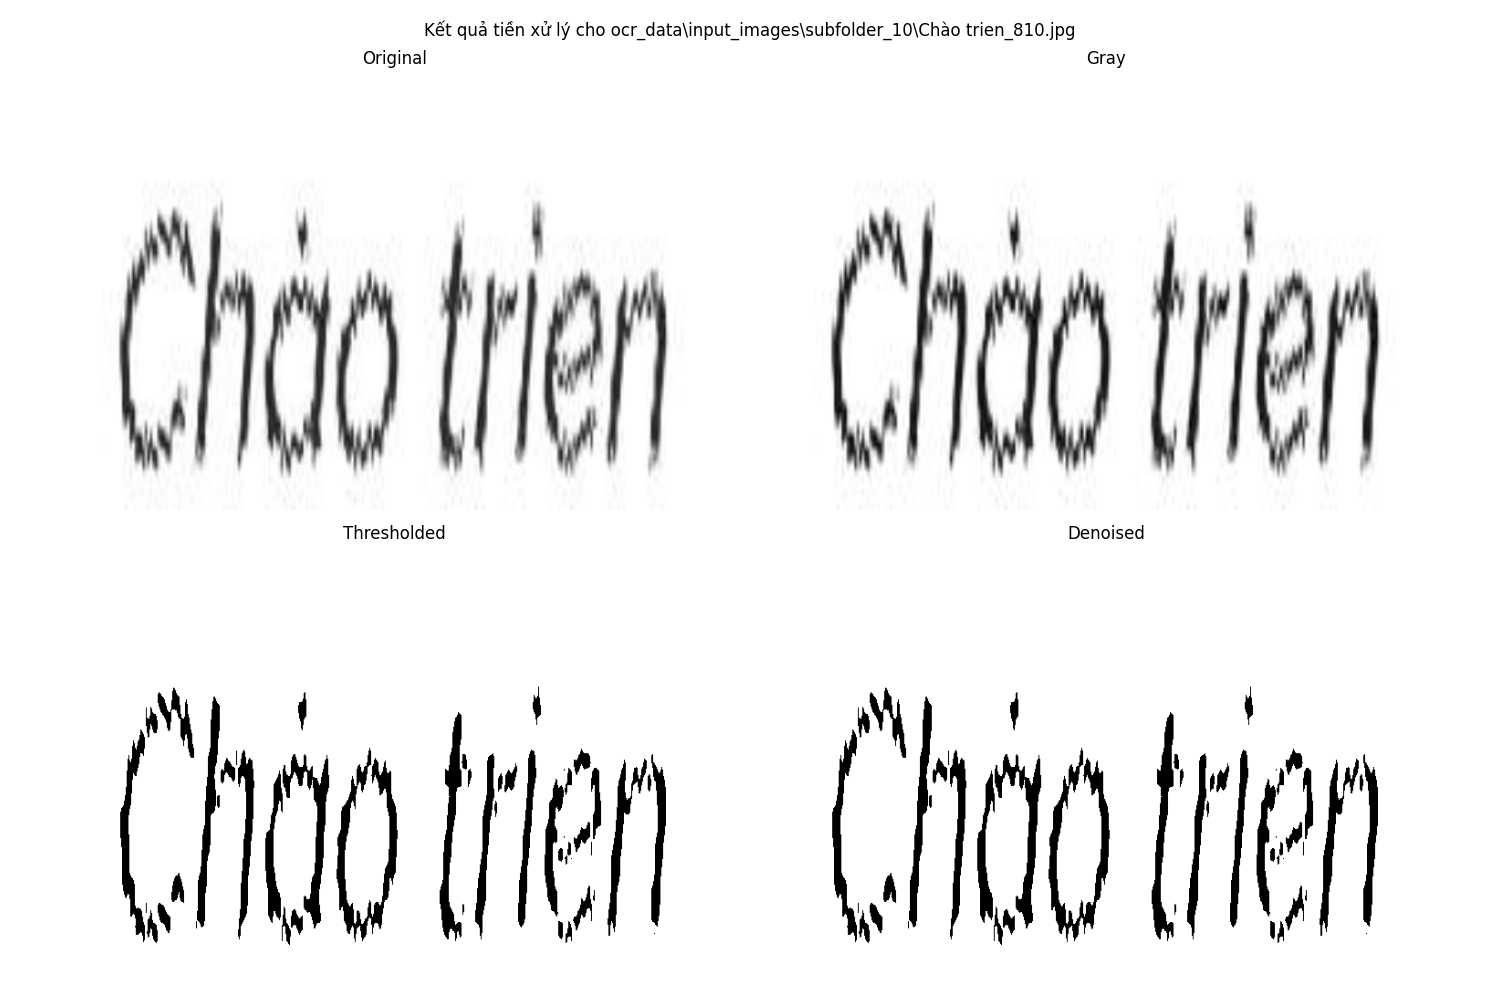 Kết quả tiền xử lý cho ocr_data\input_images\subfolder_10\Chào trien_810.jpg
Original
Gray
Chào trien
Chào trien
Thresholded
Denoised
Chào trien
Chào trien